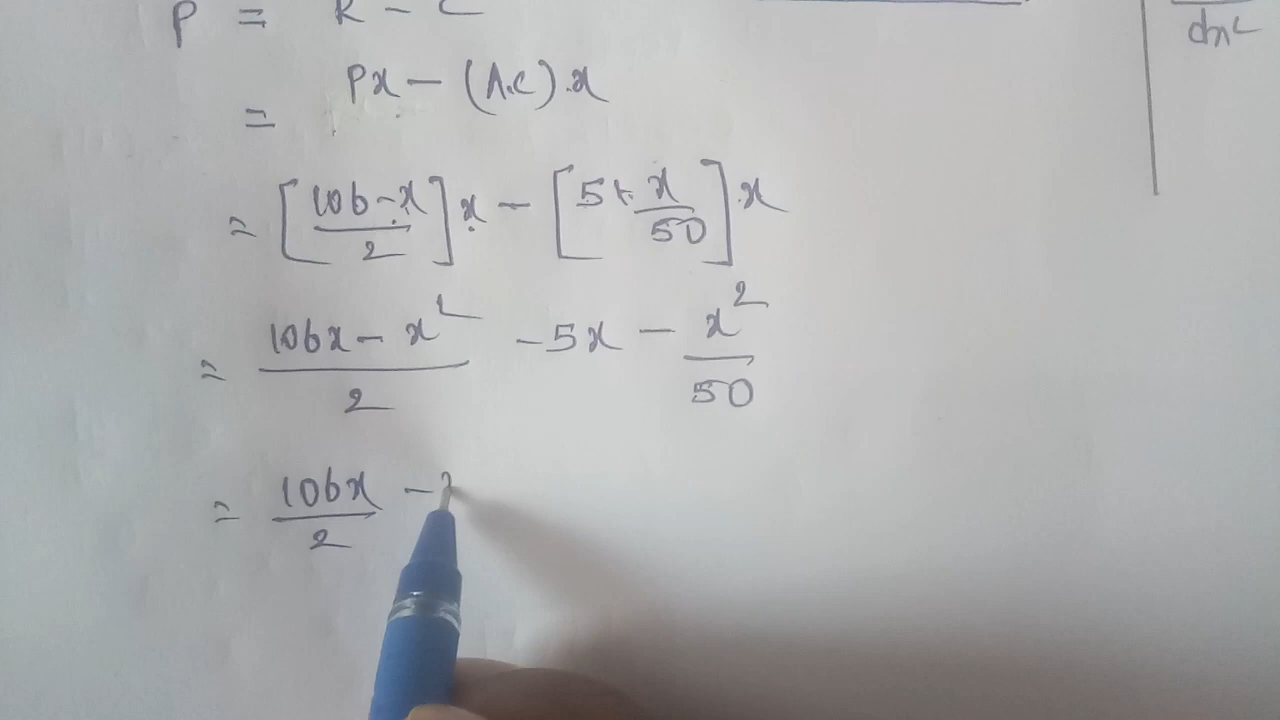 P = R - C
= Px - (A.C).x
= [106-x/2]x - [5+x/50].x
= 106x - x²/2 - 5x - x²/50
= 106x/2 -
dx²